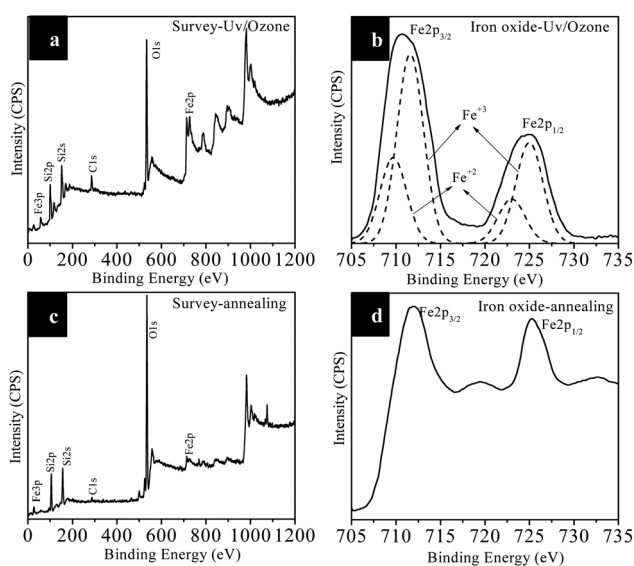 a
Survey-Uv/Ozone
Intensity (CPS)
Fe3p
Si2p
Si2s
C1s
O1s
Fe2p
0 200 400 600 800 1000 1200
Binding Energy (eV)
b
Iron oxide-Uv/Ozone
Intensity (CPS)
Fe2p3/2
Fe+3
Fe+2
Fe2p1/2
705 710 715 720 725 730 735
Binding Energy (eV)
c
Survey-annealing
Intensity (CPS)
Fe3p
Si2p
Si2s
C1s
O1s
Fe2p
0 200 400 600 800 1000 1200
Binding Energy (eV)
d
Iron oxide-annealing
Intensity (CPS)
Fe2p3/2
Fe2p1/2
705 710 715 720 725 730 735
Binding Energy (eV)